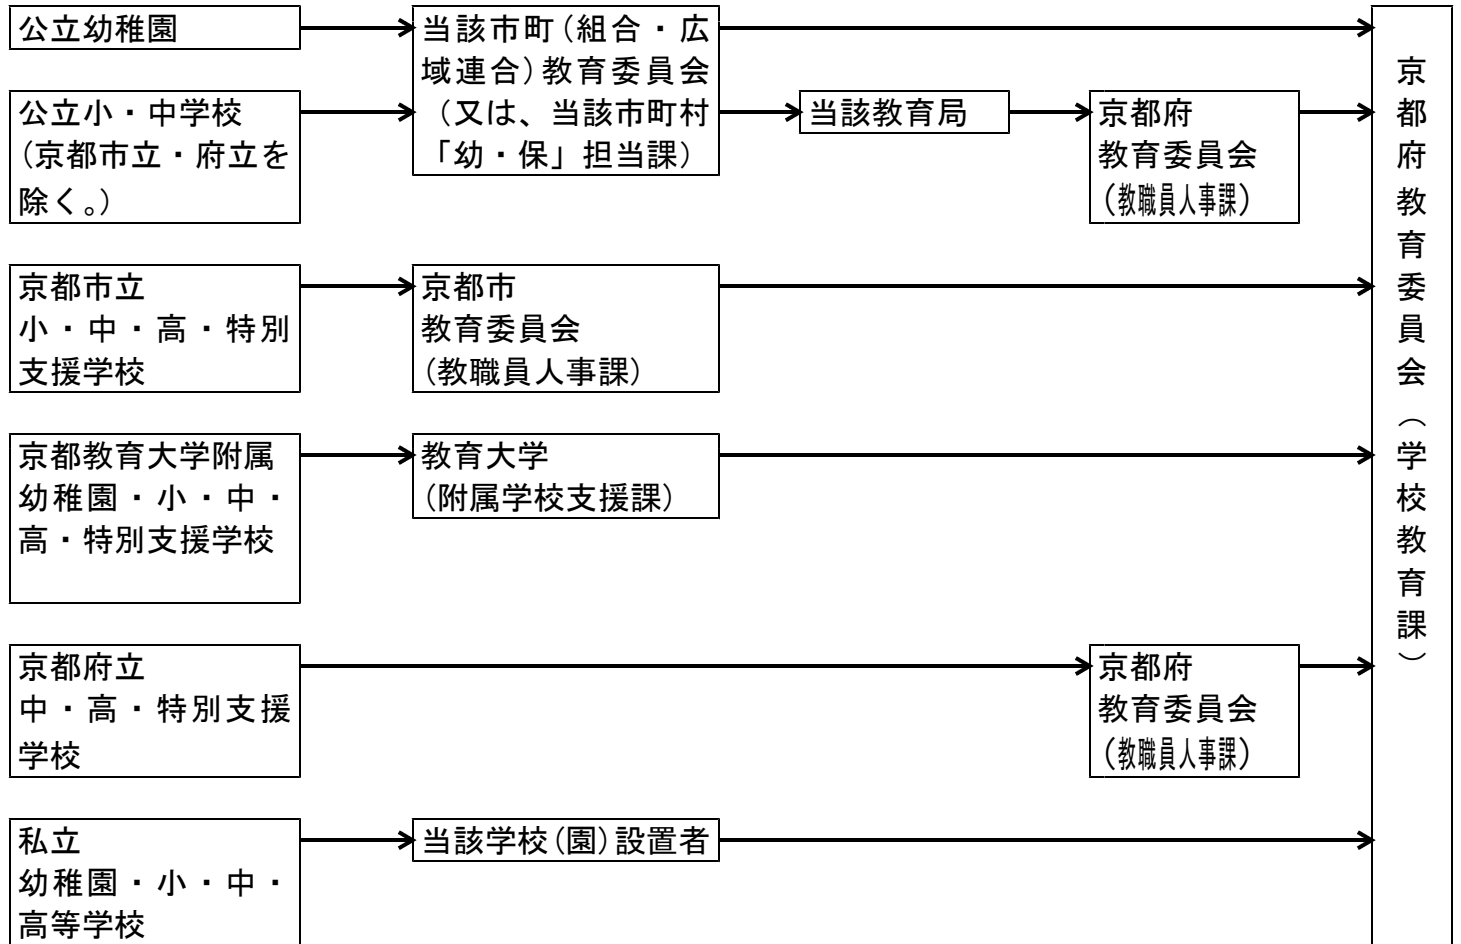 公立幼稚園
当該市町(組合・広
域連合)教育委員会
(又は、当該市町村
「幼・保」担当課)
公立小・中学校
(京都市立・府立を
除く。)
当該教育局
京都府
教育委員会
(教職員人事課)
京都市立
小・中・高・特別
支援学校
京都市
教育委員会
(教職員人事課)
京都教育大学附属
幼稚園・小・中・
高・特別支援学校
教育大学
(附属学校支援課)
京都府立
中・高・特別支援
学校
京都府
教育委員会
(教職員人事課)
私立
幼稚園・小・中・
高等学校
当該学校(園)設置者
京都府教育委員会(学校教育課)